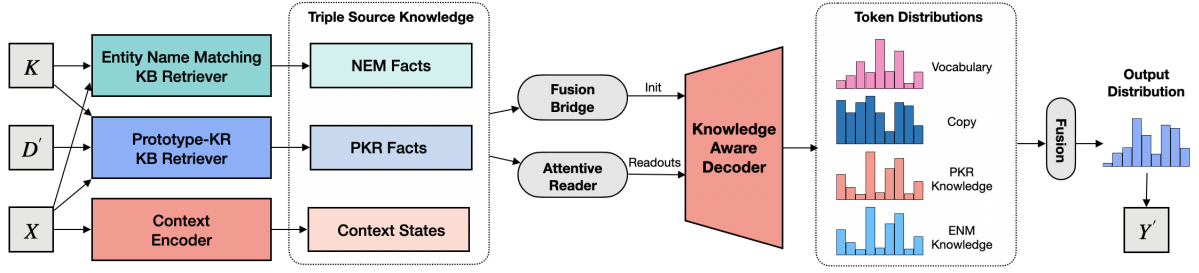 Triple Source Knowledge
Token Distributions
K
D′
X
Entity Name Matching
KB Retriever
Prototype-KR
KB Retriever
Context
Encoder
NEM Facts
PKR Facts
Context States
Fusion
Bridge
Attentive
Reader
Init
Readouts
Knowledge
Aware
Decoder
Vocabulary
Copy
PKR
Knowledge
ENM
Knowledge
Fusion
Output
Distribution
Y′